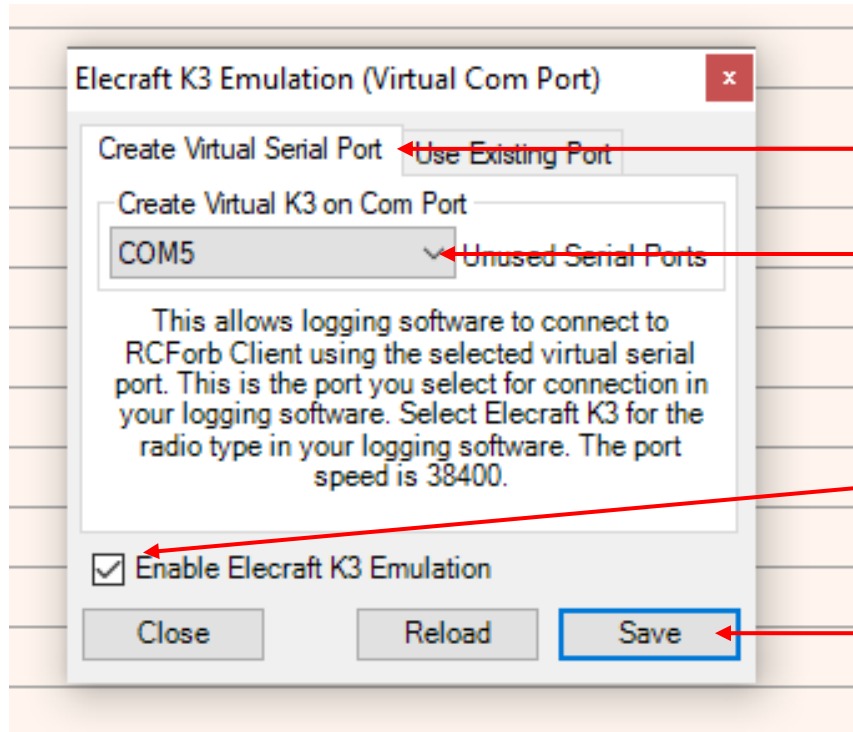 Elecraft K3 Emulation (Virtual Com Port)
x
Create Virtual Serial Port
Use Existing Port
Create Virtual K3 on Com Port
COM5
Unused Serial Ports
This allows logging software to connect to
RCForb Client using the selected virtual serial
port. This is the port you select for connection in
your logging software. Select Elecraft K3 for the
radio type in your logging software. The port
speed is 38400.
Enable Elecraft K3 Emulation
Close
Reload
Save